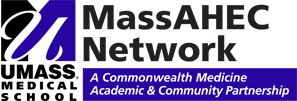 UMASS
MEDICAL
SCHOOL
MassAHEC
Network
A Commonwealth Medicine
Academic & Community Partnership